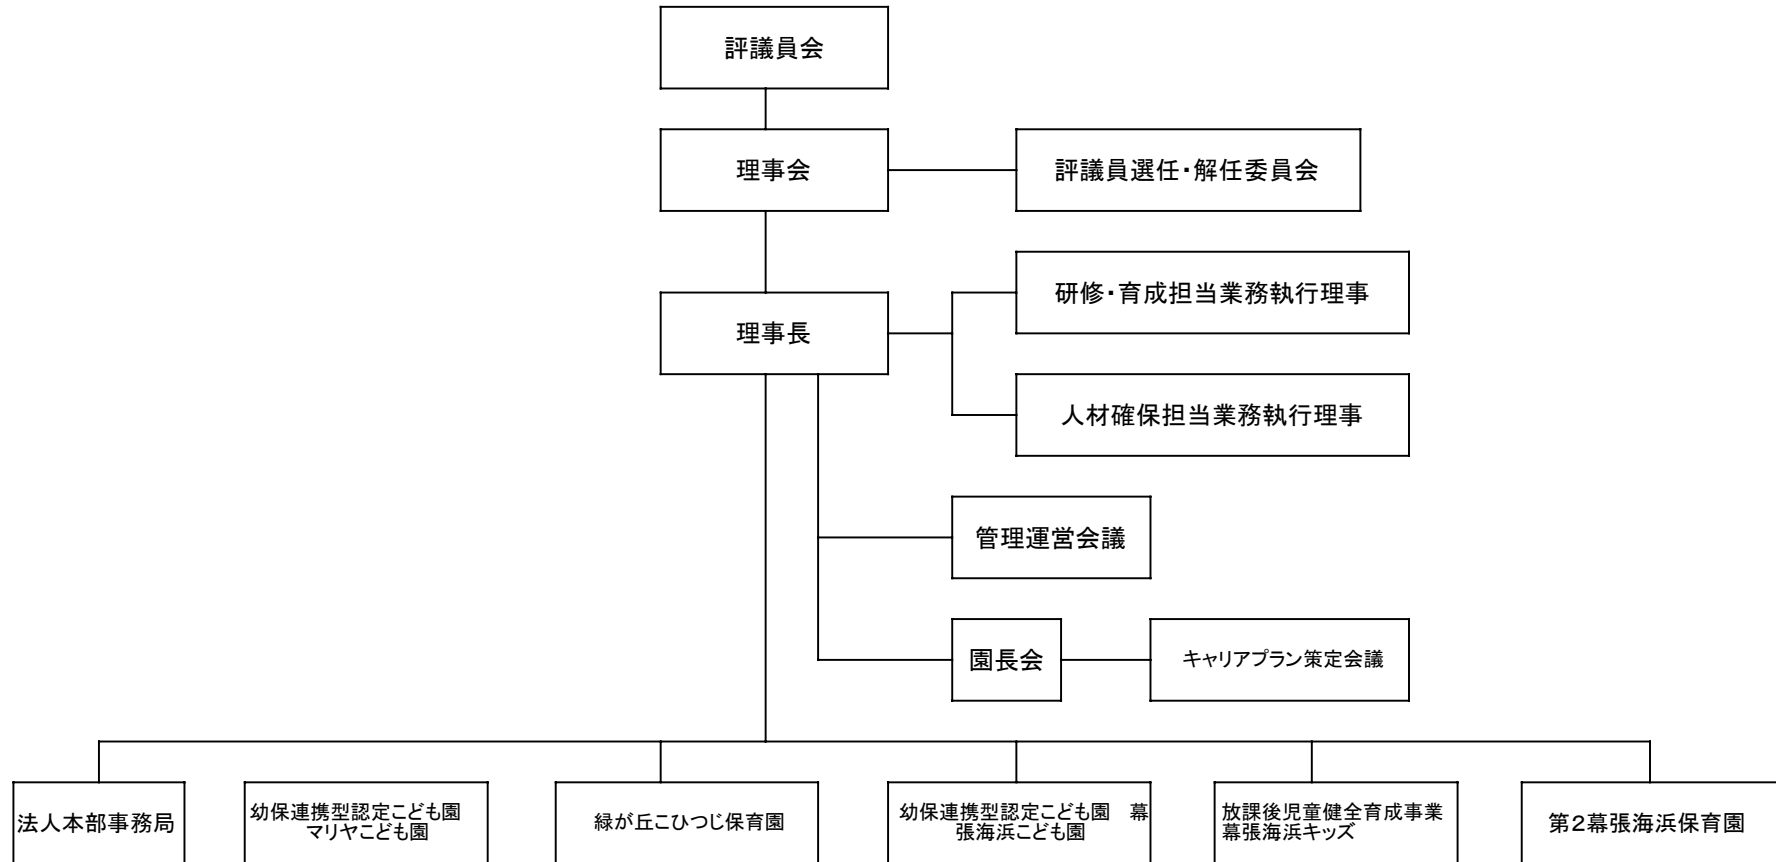 評議員会
理事会
評議員選任・解任委員会
研修・育成担当業務執行理事
理事長
人材確保担当業務執行理事
管理運営会議
園長会
キャリアプラン策定会議
法人本部事務局
幼保連携型認定こども園
マリヤこども園
緑が丘こひつじ保育園
幼保連携型認定こども園　幕
張海浜こども園
放課後児童健全育成事業
幕張海浜キッズ
第2幕張海浜保育園